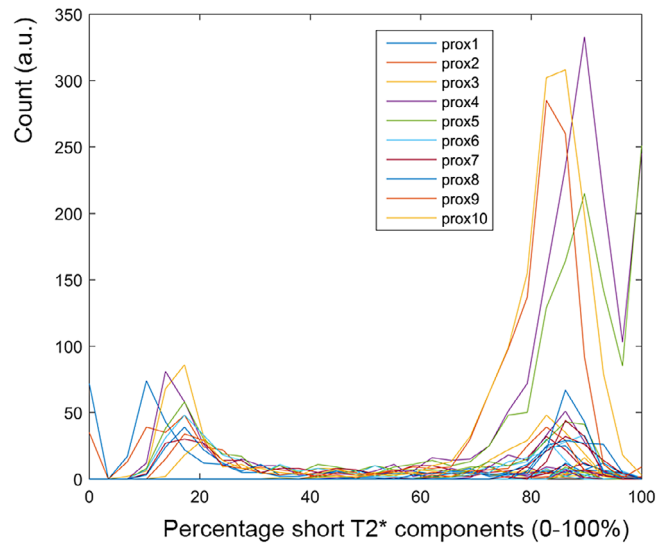 350
300
250
200
150
100
50
0
Count (a.u.)
prox1
prox2
prox3
prox4
prox5
prox6
prox7
prox8
prox9
prox10
0 20 40 60 80 100
Percentage short T2* components (0-100%)